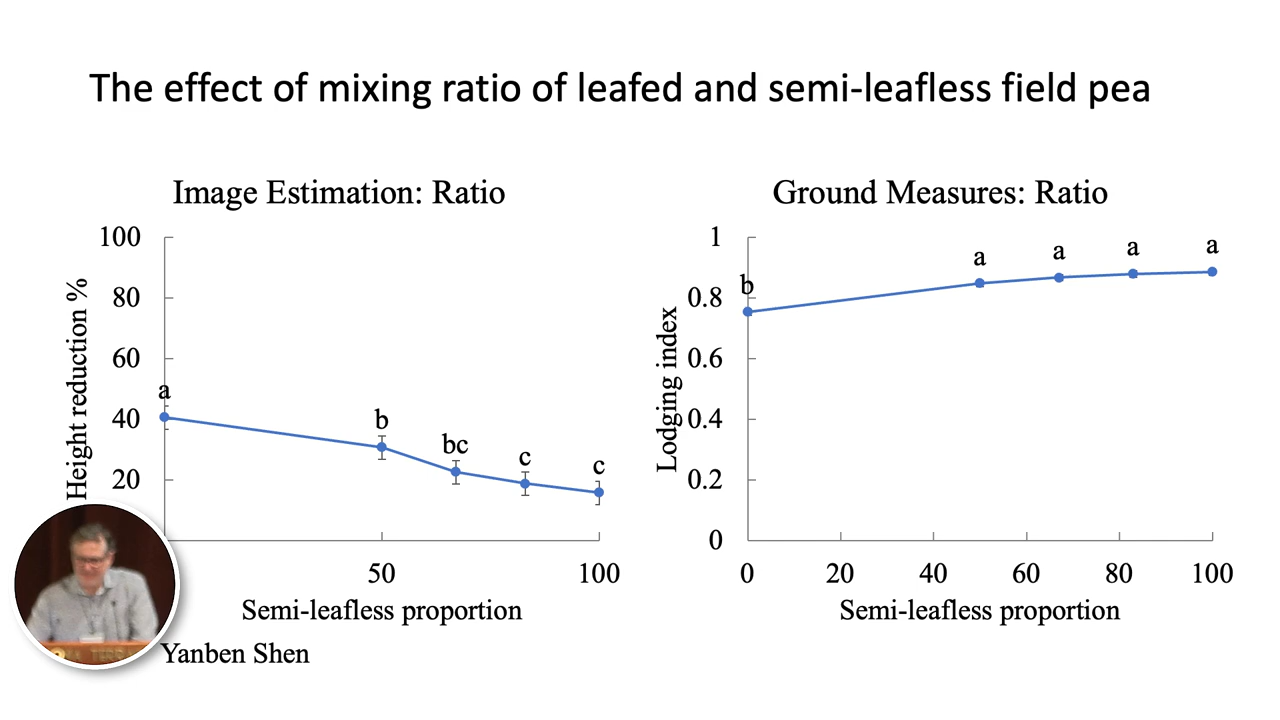 The effect of mixing ratio of leafed and semi-leafless field pea
Image Estimation: Ratio
Height reduction %
100
80
60
40
20
a
b
bc
c
c
50
100
Semi-leafless proportion
Ground Measures: Ratio
Lodging index
1
0.8
0.6
0.4
0.2
0
b
a
a
a
a
0
20
40
60
80
100
Semi-leafless proportion
Yanben Shen